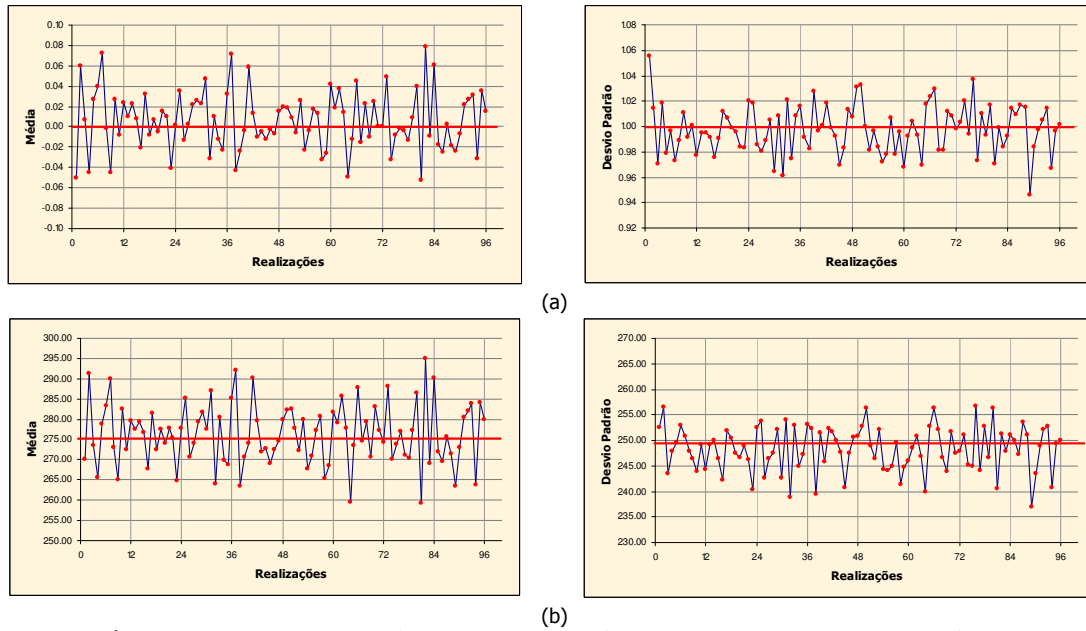 0.10
0.08
0.06
0.04
0.02
0.00
-0.02
-0.04
-0.06
-0.08
-0.10
Média
0 12 24 36 48 60 72 84 96
Realizações
1.08
1.06
1.04
1.02
1.00
0.98
0.96
0.94
0.92
Desvio Padrão
0 12 24 36 48 60 72 84 96
Realizações
(a)
300.00
295.00
290.00
285.00
280.00
275.00
270.00
265.00
260.00
255.00
250.00
Média
0 12 24 36 48 60 72 84 96
Realizações
270.00
265.00
260.00
255.00
250.00
245.00
240.00
235.00
230.00
Desvio Padrão
0 12 24 36 48 60 72 84 96
Realizações
(b)